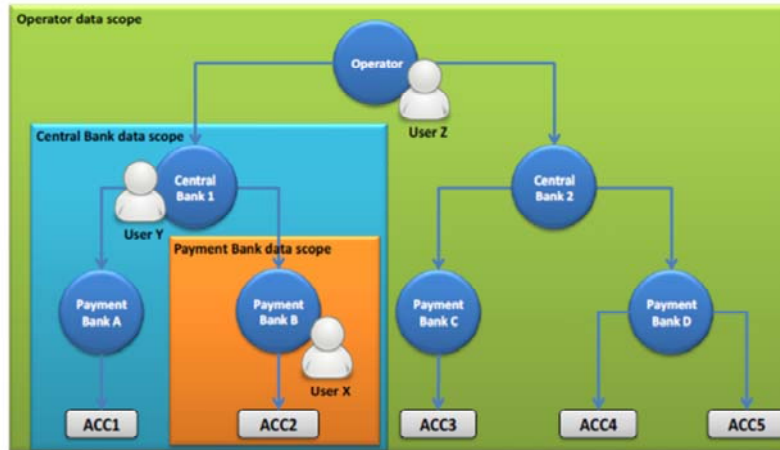 Operator data scope
Operator
User Z
Central Bank data scope
Central
Bank 1
Central
Bank 2
User Y
Payment Bank data scope
Payment
Bank A
Payment
Bank B
Payment
Bank C
Payment
Bank D
User X
ACC1
ACC2
ACC3
ACC4
ACC5